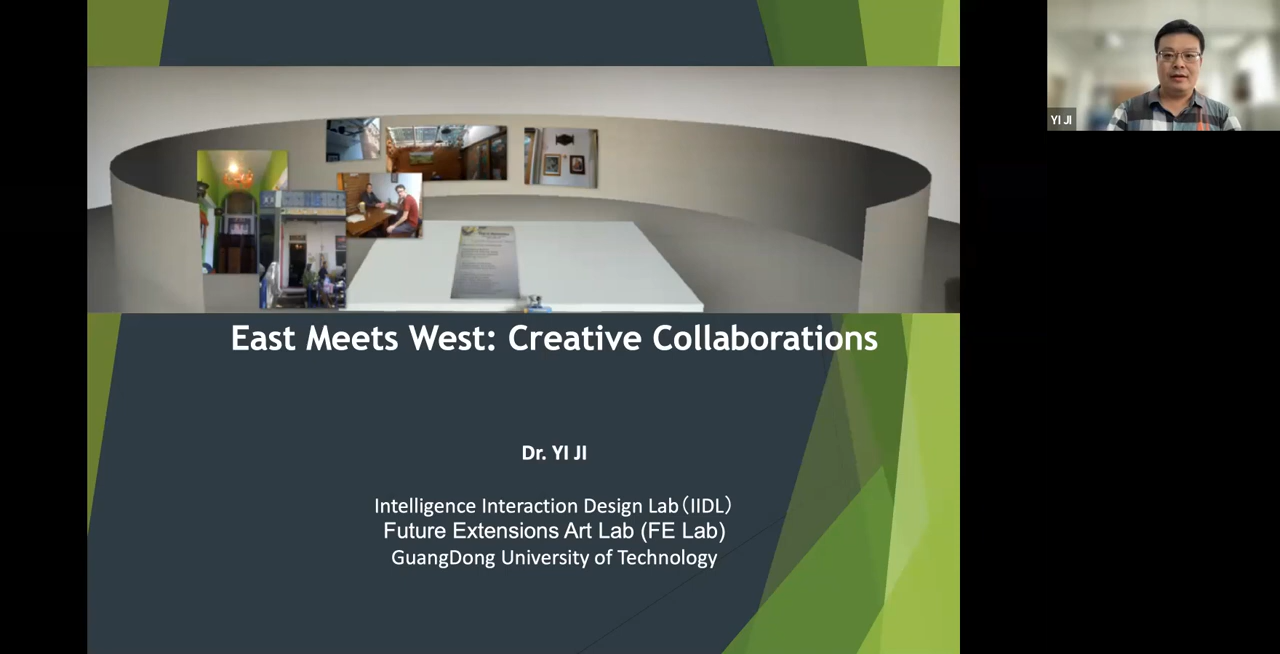 YI JI
East Meets West: Creative Collaborations
Dr. YI JI
Intelligence Interaction Design Lab（IIDL）
Future Extensions Art Lab (FE Lab)
GuangDong University of Technology